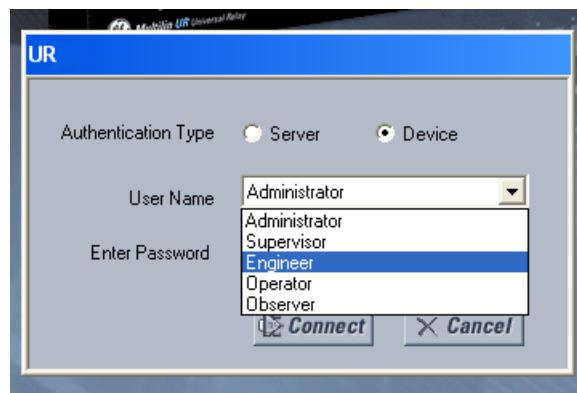 Multilin UR Universal Relay
UR
Authentication Type Server Device
User Name Administrator
Administrator
Supervisor
Enter Password
Engineer
Operator
Observer
Connect Cancel